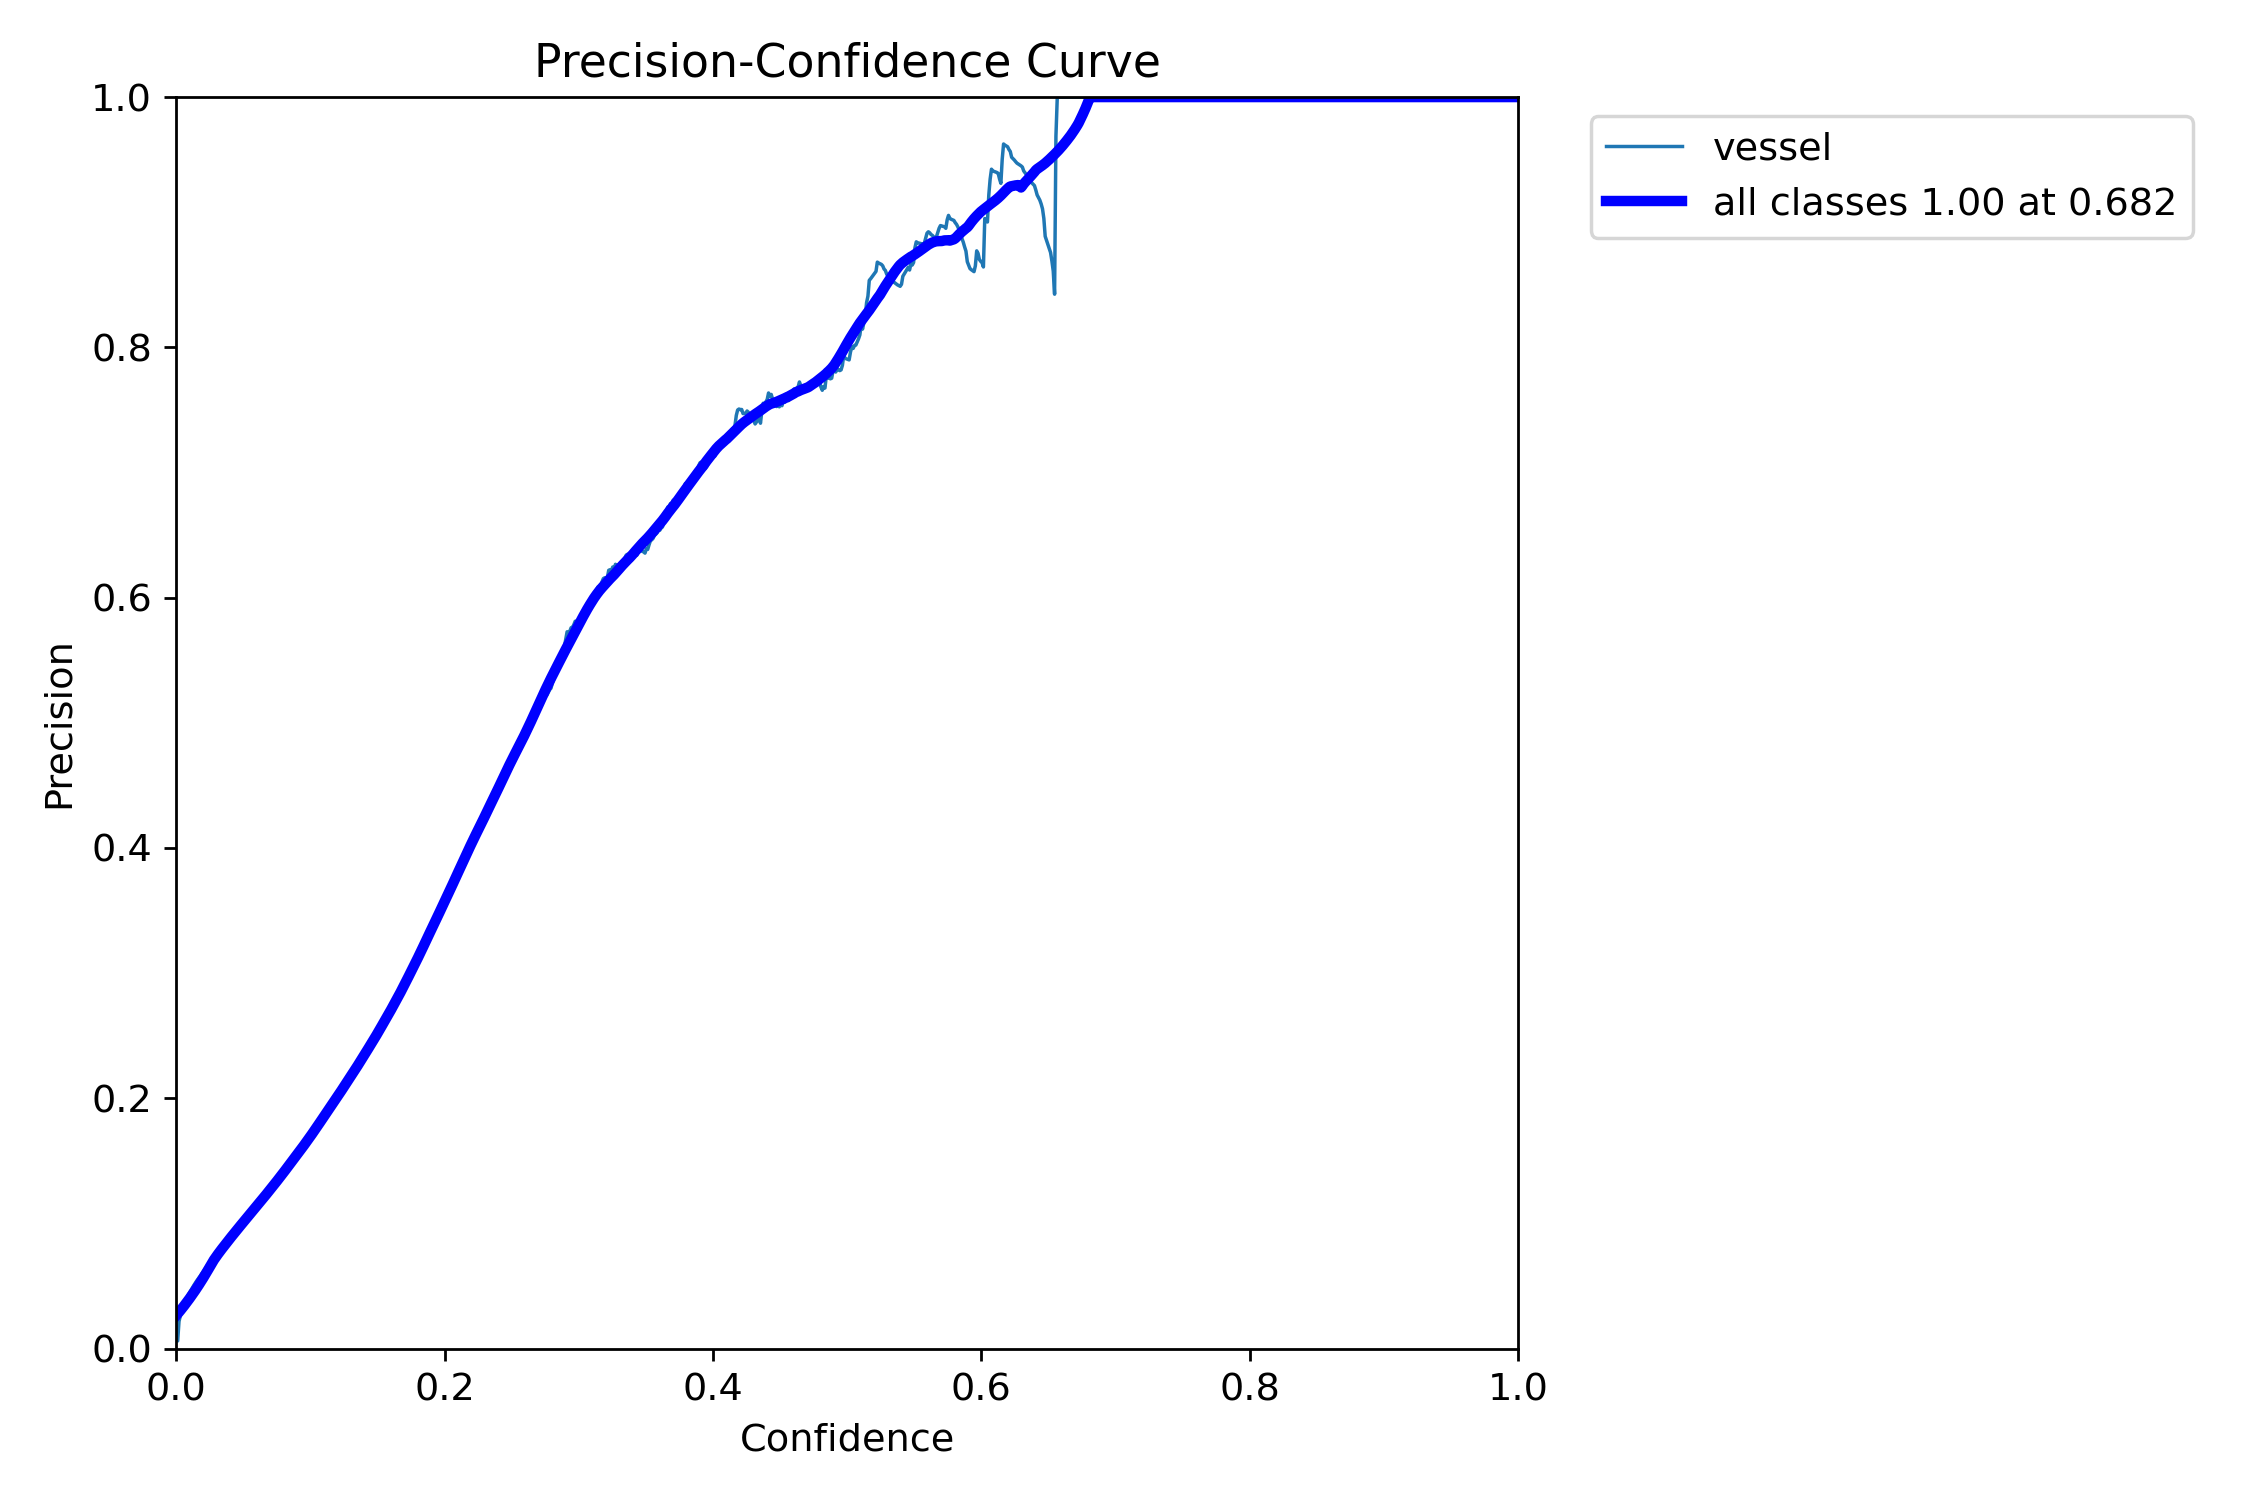 Precision-Confidence Curve
1.0
0.8
0.6
0.4
0.2
0.0
Precision
0.0 0.2 0.4 0.6 0.8 1.0
Confidence
vessel
all classes 1.00 at 0.682